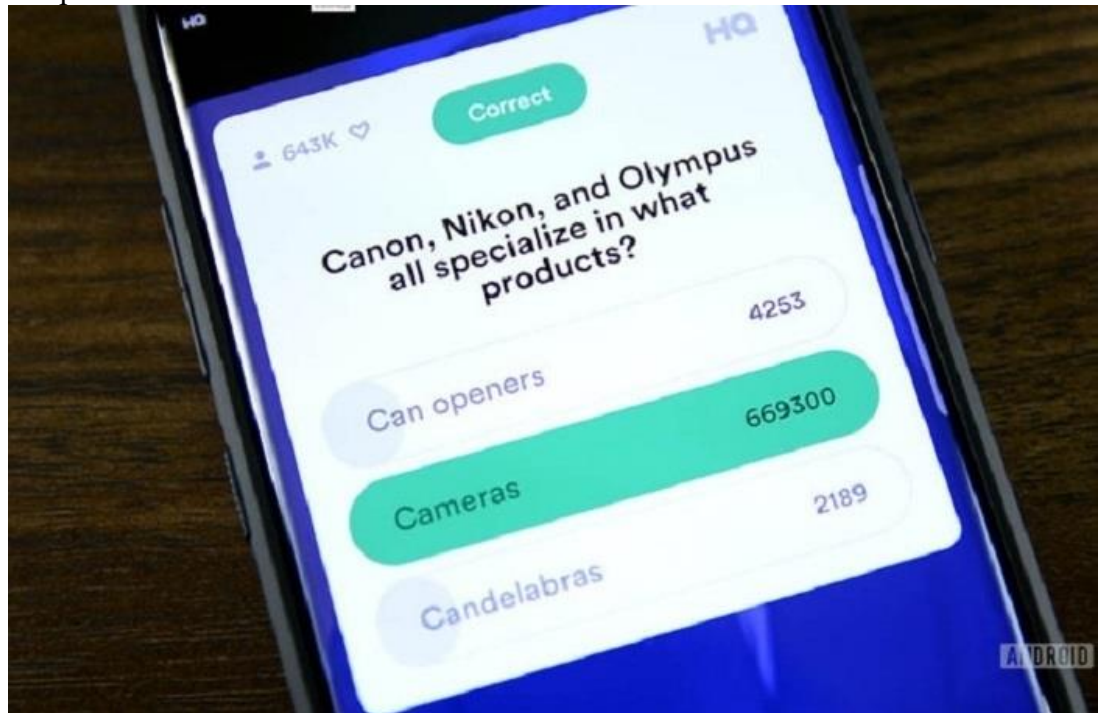 HQ
HQ
643K
Correct
Canon, Nikon, and Olympus
all specialize in what
products?
Can openers 4253
Cameras 669300
Candelabras 2189
ANDROID